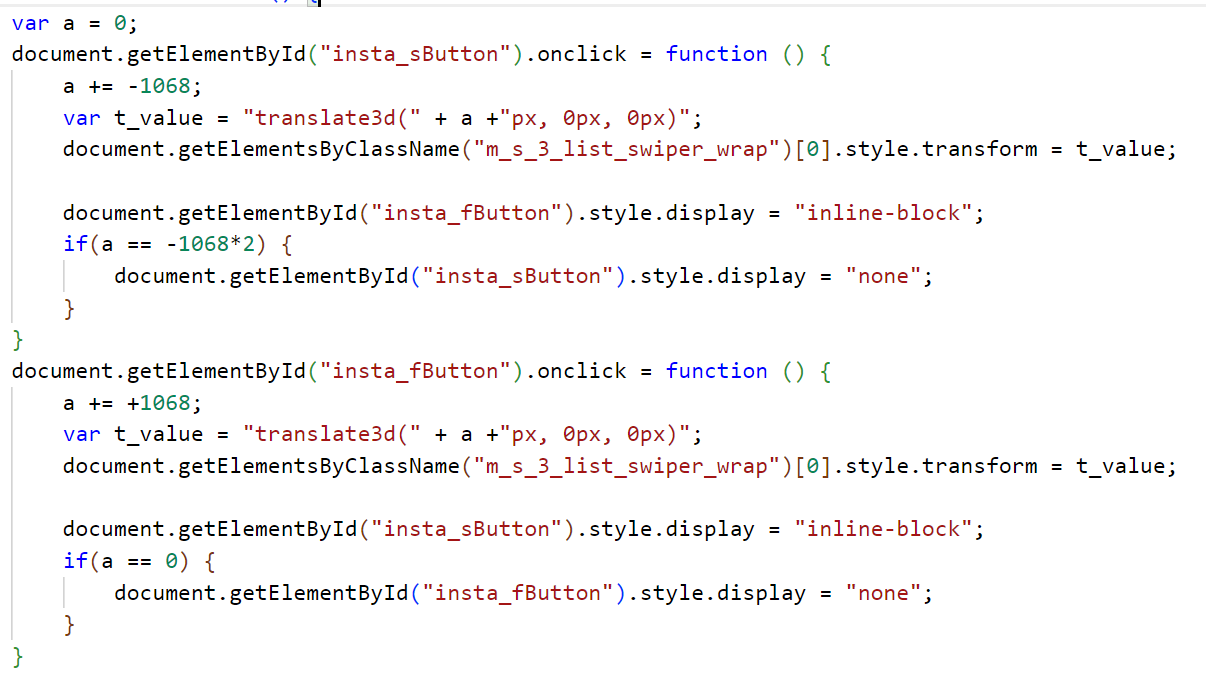 var a = 0;
document.getElementById("insta_sButton").onclick = function () {
a += -1068;
var t_value = "translate3d(" + a +"px, 0px, 0px)";
document.getElementsByClassName("m_s_3_list_swiper_wrap")[0].style.transform = t_value;
document.getElementById("insta_fButton").style.display = "inline-block";
if(a == -1068*2) {
document.getElementById("insta_sButton").style.display = "none";
}
}
document.getElementById("insta_fButton").onclick = function () {
a += +1068;
var t_value = "translate3d(" + a +"px, 0px, 0px)";
document.getElementsByClassName("m_s_3_list_swiper_wrap")[0].style.transform = t_value;
document.getElementById("insta_sButton").style.display = "inline-block";
if(a == 0) {
document.getElementById("insta_fButton").style.display = "none";
}
}